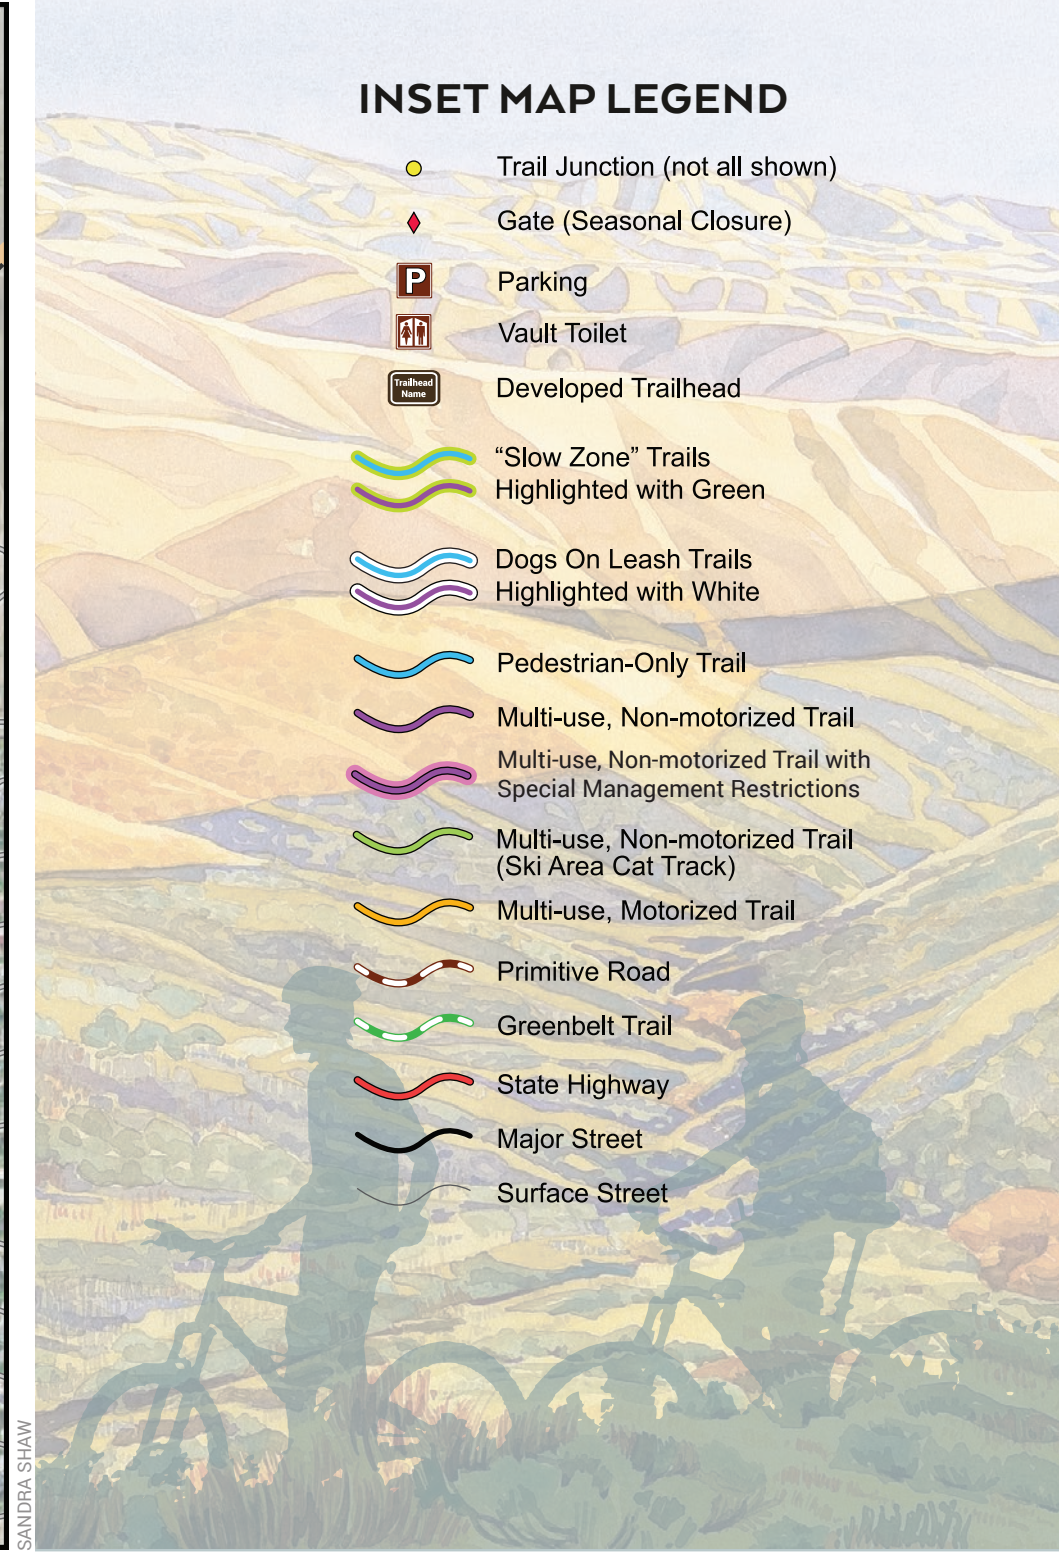 INSET MAP LEGEND
Trail Junction (not all shown)
Gate (Seasonal Closure)
P
Parking
Vault Toilet
Trailhead
Name
Developed Trailhead
“Slow Zone” Trails
Highlighted with Green
Dogs On Leash Trails
Highlighted with White
Pedestrian-Only Trail
Multi-use, Non-motorized Trail
Multi-use, Non-motorized Trail with
Special Management Restrictions
Multi-use, Non-motorized Trail
(Ski Area Cat Track)
Multi-use, Motorized Trail
Primitive Road
Greenbelt Trail
State Highway
Major Street
Surface Street
SANDRA SHAW